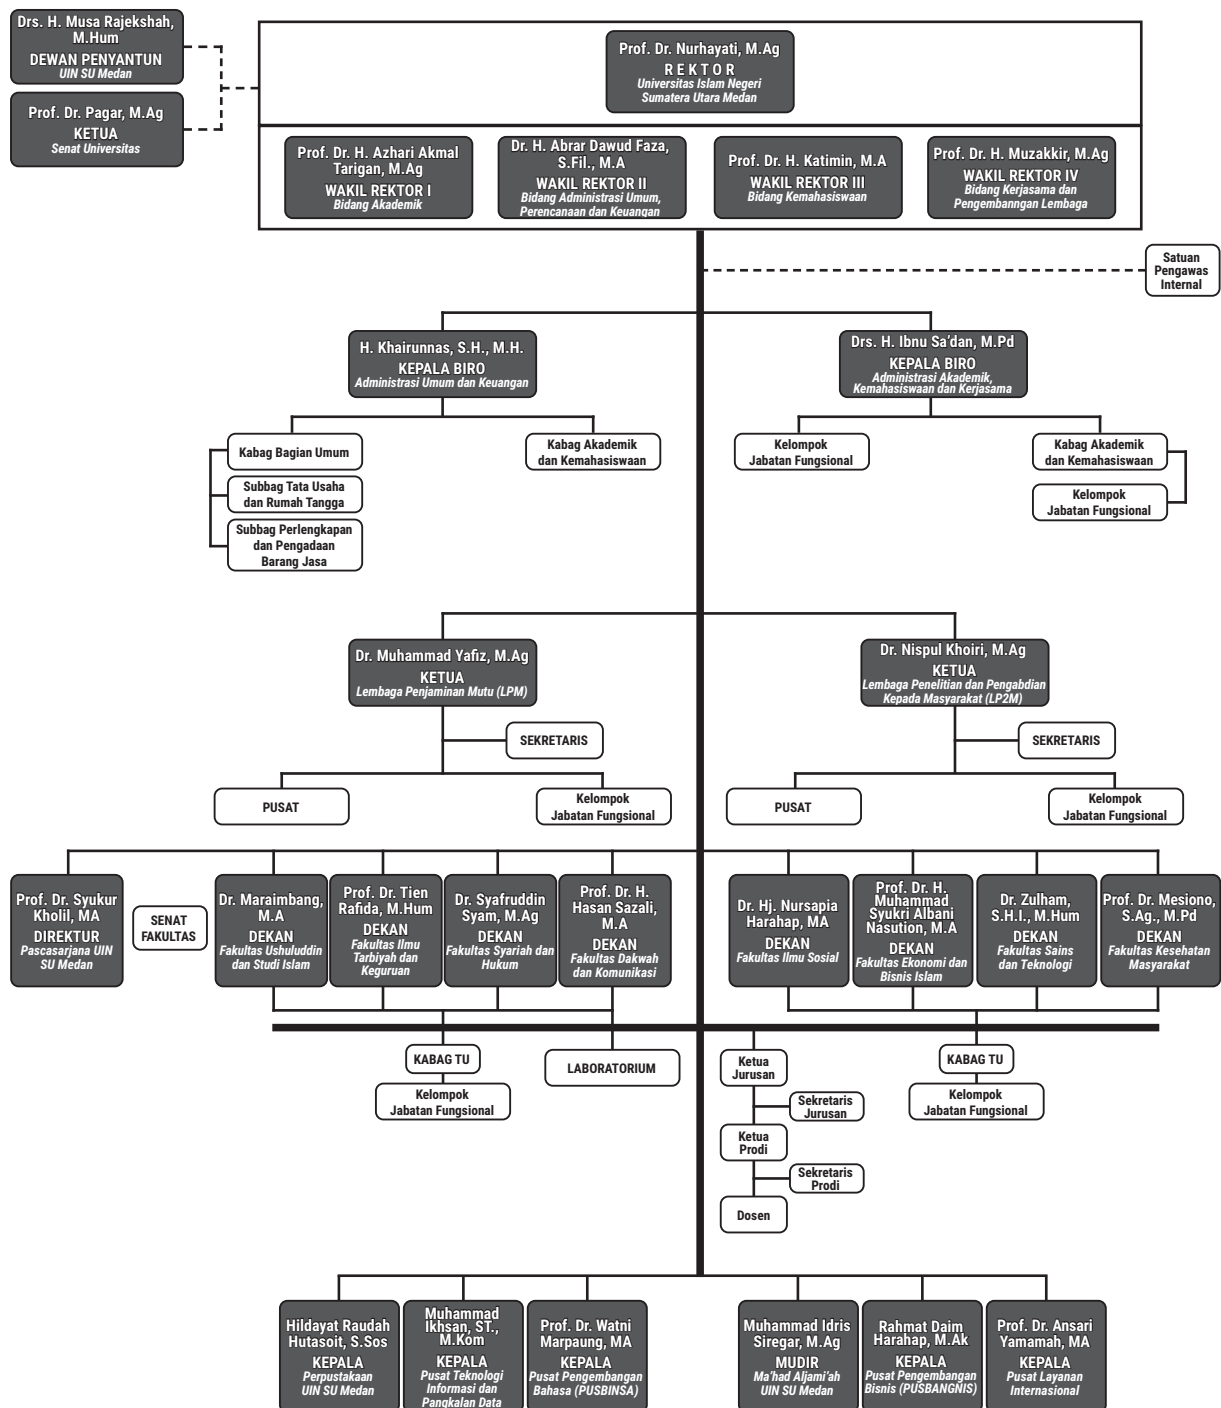 Drs. H. Musa Rajekshah,
M.Hum
DEWAN PENYANTUN
UIN SU Medan
Prof. Dr. Pagar, M.Ag
KETUA
Senat Universitas
Prof. Dr. Nurhayati, M.Ag
R E K T O R
Universitas Islam Negeri
Sumatera Utara Medan
Prof. Dr. H. Azhari Akmal
Tarigan, M.Ag
WAKIL REKTOR I
Bidang Akademik
Dr. H. Abrar Dawud Faza,
S.Fil., M.A
WAKIL REKTOR II
Bidang Administrasi Umum,
Perencanaan dan Keuangan
Prof. Dr. H. Katimin, M.A
WAKIL REKTOR III
Bidang Kemahasiswaan
Prof. Dr. H. Muzakkir, M.Ag
WAKIL REKTOR IV
Bidang Kerjasama dan
Pengembanngan Lembaga
Satuan
Pengawas
Internal
H. Khairunnas, S.H., M.H.
KEPALA BIRO
Administrasi Umum dan Keuangan
Drs. H. Ibnu Sa’dan, M.Pd
KEPALA BIRO
Administrasi Akademik,
Kemahasiswaan dan Kerjasama
Kabag Bagian Umum
Subbag Tata Usaha
dan Rumah Tangga
Subbag Perlengkapan
dan Pengadaan
Barang Jasa
Kabag Akademik
dan Kemahasiswaan
Kelompok
Jabatan Fungsional
Kabag Akademik
dan Kemahasiswaan
Kelompok
Jabatan Fungsional
Dr. Muhammad Yafiz, M.Ag
KETUA
Lembaga Penjaminan Mutu (LPM)
Dr. Nispul Khoiri, M.Ag
KETUA
Lembaga Penelitian dan Pengabdian
Kepada Masyarakat (LP2M)
SEKRETARIS
SEKRETARIS
PUSAT
Kelompok
Jabatan Fungsional
PUSAT
Kelompok
Jabatan Fungsional
Prof. Dr. Syukur
Kholil, MA
DIREKTUR
Pascasarjana UIN
SU Medan
SENAT
FAKULTAS
Dr. Maraimbang,
M.A
DEKAN
Fakultas Ushuluddin
dan Studi Islam
Prof. Dr. Tien
Rafida, M.Hum
DEKAN
Fakultas Ilmu
Tarbiyah dan
Keguruan
Dr. Syafruddin
Syam, M.Ag
DEKAN
Fakultas Syariah dan
Hukum
Prof. Dr. H.
Hasan Sazali,
M.A
DEKAN
Fakultas Dakwah
dan Komunikasi
Dr. Hj. Nursapia
Harahap, MA
DEKAN
Fakultas Ilmu Sosial
Prof. Dr. H.
Muhammad
Syukri Albani
Nasution, M.A
DEKAN
Fakultas Ekonomi dan
Bisnis Islam
Dr. Zulham,
S.H.I., M.Hum
DEKAN
Fakultas Sains
dan Teknologi
Prof. Dr. Mesiono,
S.Ag., M.Pd
DEKAN
Fakultas Kesehatan
Masyarakat
KABAG TU
Kelompok
Jabatan Fungsional
LABORATORIUM
Ketua
Jurusan
Sekretaris
Jurusan
Ketua
Prodi
Sekretaris
Prodi
Dosen
KABAG TU
Kelompok
Jabatan Fungsional
Hildayat Raudah
Hutasoit, S.Sos
KEPALA
Perpustakaan
UIN SU Medan
Muhammad
Ikhsan, ST.,
M.Kom
KEPALA
Pusat Teknologi
Informasi dan
Pangkalan Data
Prof. Dr. Watni
Marpaung, MA
KEPALA
Pusat Pengembangan
Bahasa (PUSBINSA)
Muhammad Idris
Siregar, M.Ag
MUDIR
Ma’had Aljami’ah
UIN SU Medan
Rahmat Daim
Harahap, M.Ak
KEPALA
Pusat Pengembangan
Bisnis (PUSBANGNIS)
Prof. Dr. Ansari
Yamamah, MA
KEPALA
Pusat Layanan
Internasional